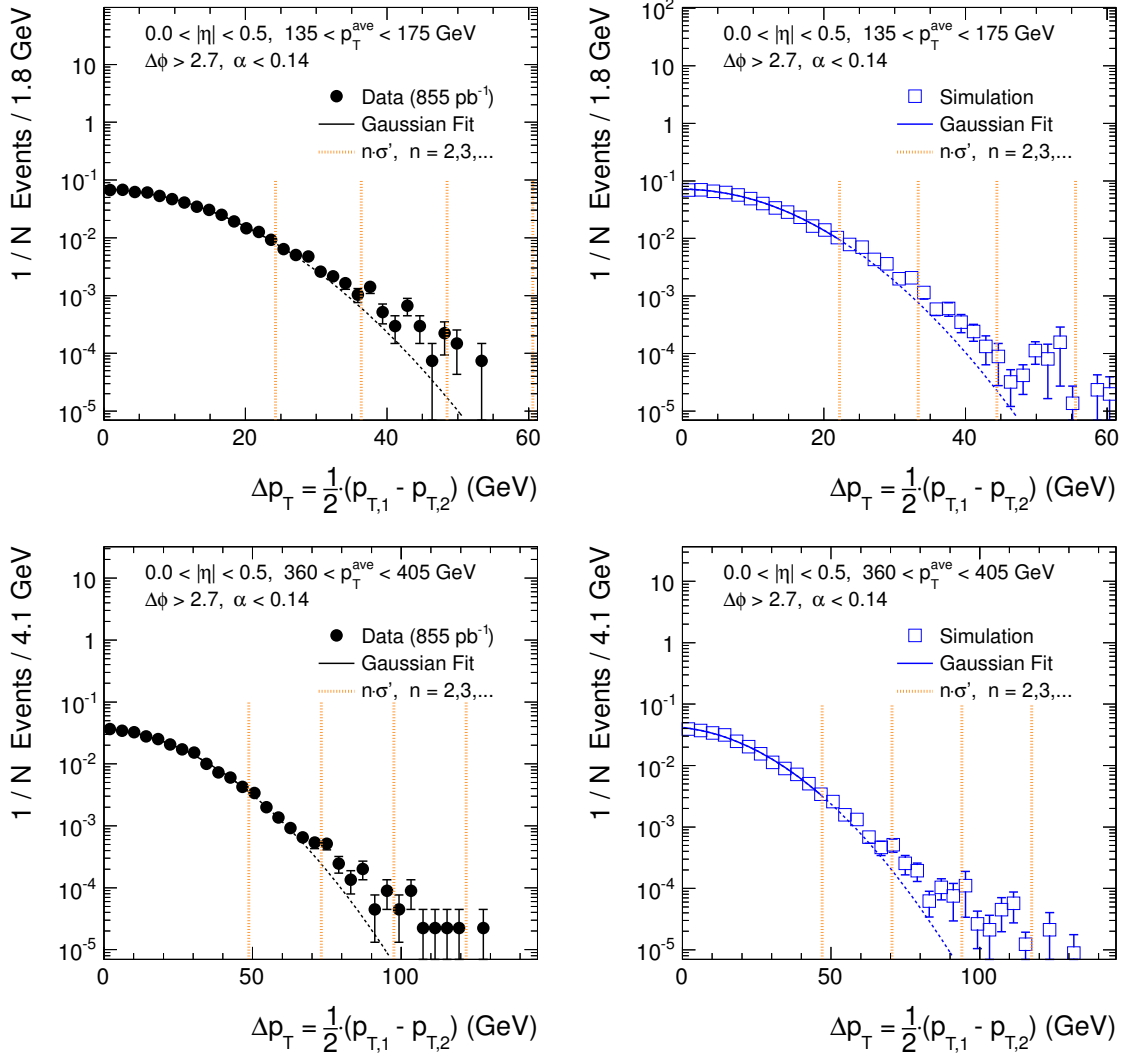 1 / N Events / 1.8 GeV
0.0 < |η| < 0.5, 135 < p_T^ave < 175 GeV
Δϕ > 2.7, α < 0.14
Data (855 pb⁻¹)
Gaussian Fit
n·σ', n = 2,3,...
10
1
10⁻¹
10⁻²
10⁻³
10⁻⁴
10⁻⁵
0 20 40 60
Δp_T = 1/2·(p_T,1 - p_T,2) (GeV)
1 / N Events / 1.8 GeV
0.0 < |η| < 0.5, 135 < p_T^ave < 175 GeV
Δϕ > 2.7, α < 0.14
Simulation
Gaussian Fit
n·σ', n = 2,3,...
10²
10
1
10⁻¹
10⁻²
10⁻³
10⁻⁴
10⁻⁵
0 20 40 60
Δp_T = 1/2·(p_T,1 - p_T,2) (GeV)
1 / N Events / 4.1 GeV
0.0 < |η| < 0.5, 360 < p_T^ave < 405 GeV
Δϕ > 2.7, α < 0.14
Data (855 pb⁻¹)
Gaussian Fit
n·σ', n = 2,3,...
10
1
10⁻¹
10⁻²
10⁻³
10⁻⁴
10⁻⁵
0 50 100
Δp_T = 1/2·(p_T,1 - p_T,2) (GeV)
1 / N Events / 4.1 GeV
0.0 < |η| < 0.5, 360 < p_T^ave < 405 GeV
Δϕ > 2.7, α < 0.14
Simulation
Gaussian Fit
n·σ', n = 2,3,...
10
1
10⁻¹
10⁻²
10⁻³
10⁻⁴
10⁻⁵
0 50 100
Δp_T = 1/2·(p_T,1 - p_T,2) (GeV)